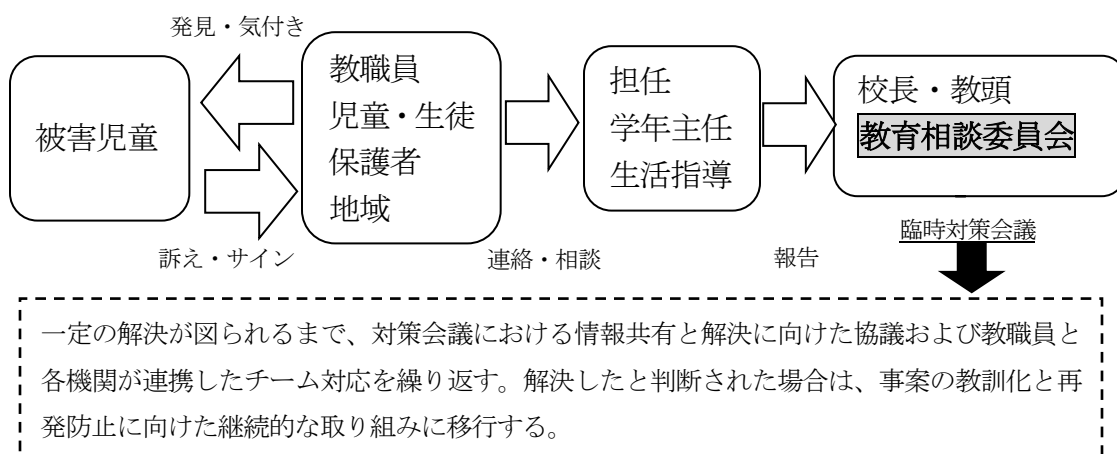 発見・気付き
被害児童
教職員
児童・生徒
保護者
地域
担任
学年主任
生活指導
校長・教頭
教育相談委員会
訴え・サイン
連絡・相談
報告
臨時対策会議
一定の解決が図られるまで、対策会議における情報共有と解決に向けた協議および教職員と
各機関が連携したチーム対応を繰り返す。解決したと判断された場合は、事案の教訓化と再
発防止に向けた継続的な取り組みに移行する。